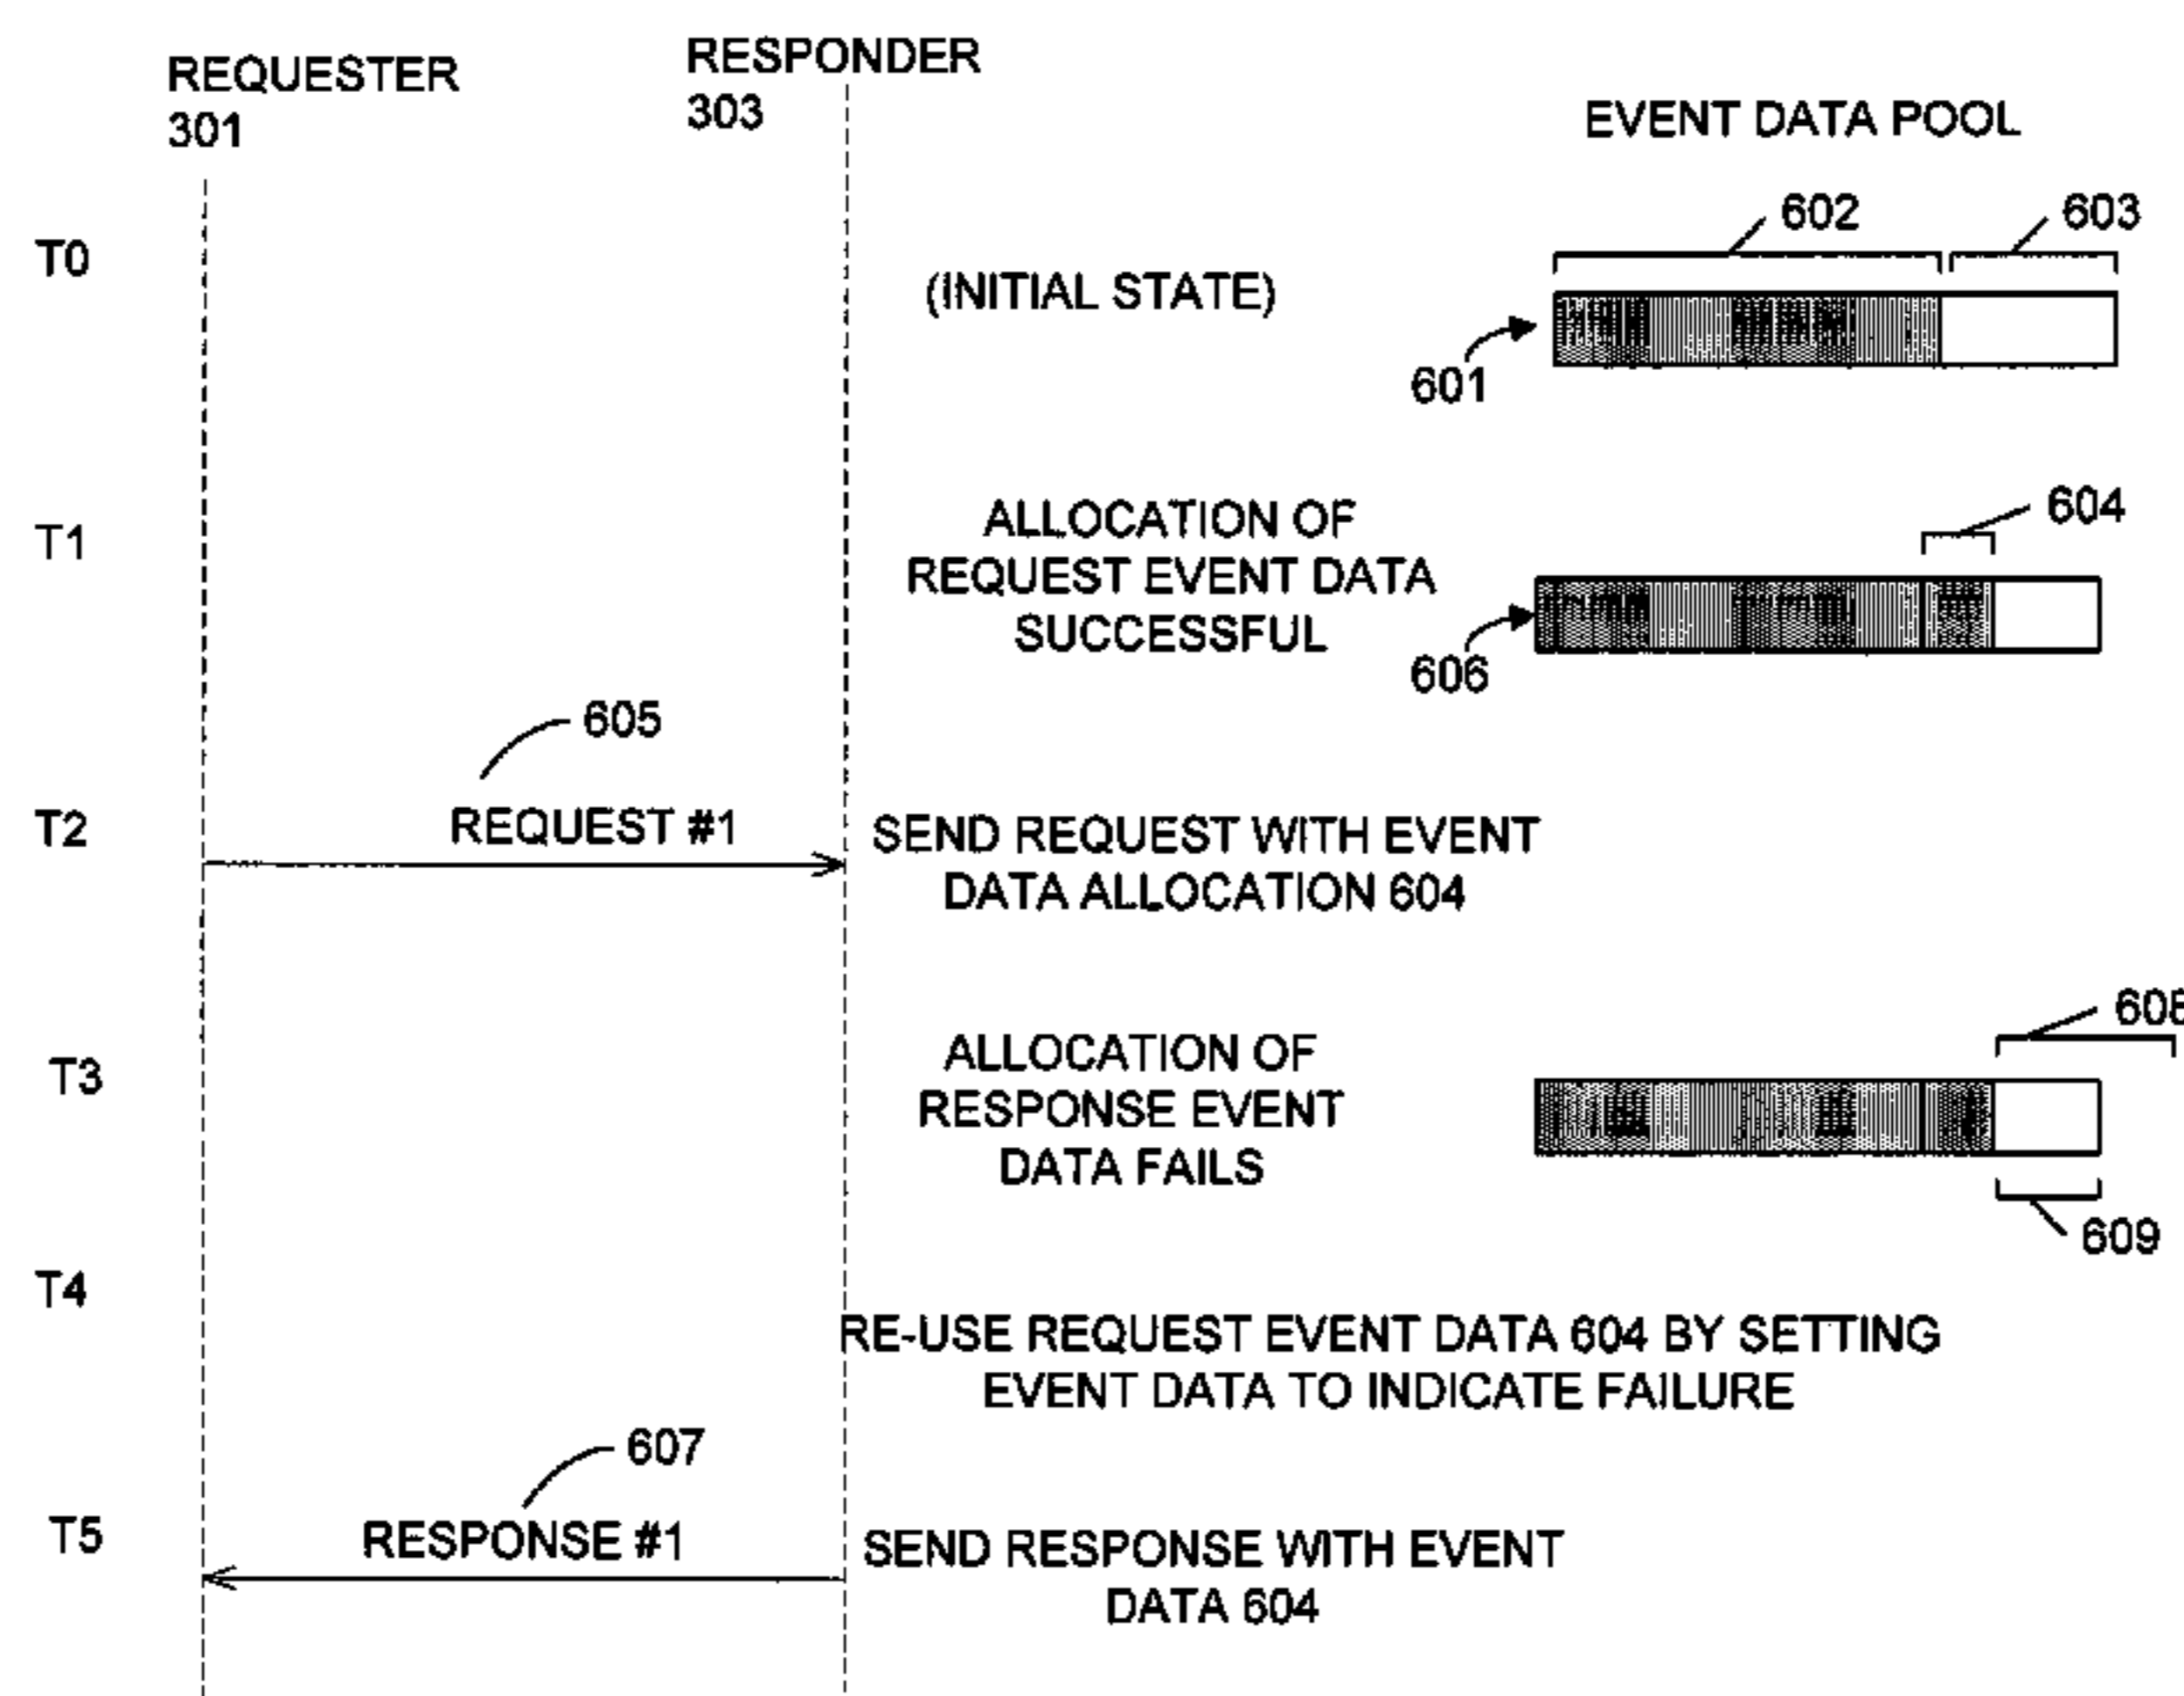 REQUESTER
301
RESPONDER
303
EVENT DATA POOL
T0
(INITIAL STATE)
602
603
601
T1
ALLOCATION OF
REQUEST EVENT DATA
SUCCESSFUL
604
606
605
T2
REQUEST #1
SEND REQUEST WITH EVENT
DATA ALLOCATION 604
T3
ALLOCATION OF
RESPONSE EVENT
DATA FAILS
608
609
T4
RE-USE REQUEST EVENT DATA 604 BY SETTING
EVENT DATA TO INDICATE FAILURE
607
T5
RESPONSE #1
SEND RESPONSE WITH EVENT
DATA 604